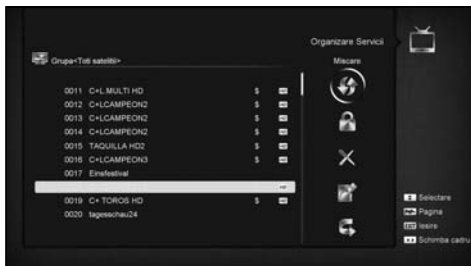 Organizare Servicii
Grupa<Toti satelitii>
Miscare
0011 C+L.MULTI HD $
0012 C+LCAMPEON2 $
0013 C+LCAMPEON2 $
0014 C+LCAMPEON2 $
0015 TAQUILLA HD2 $
0016 C+LCAMPEON3 $
0017 Einsfestival
0019 C+ TOROS HD $
0020 tagesschau24
Selectare
Pagina
EXIT Iesire
Schimba cadru